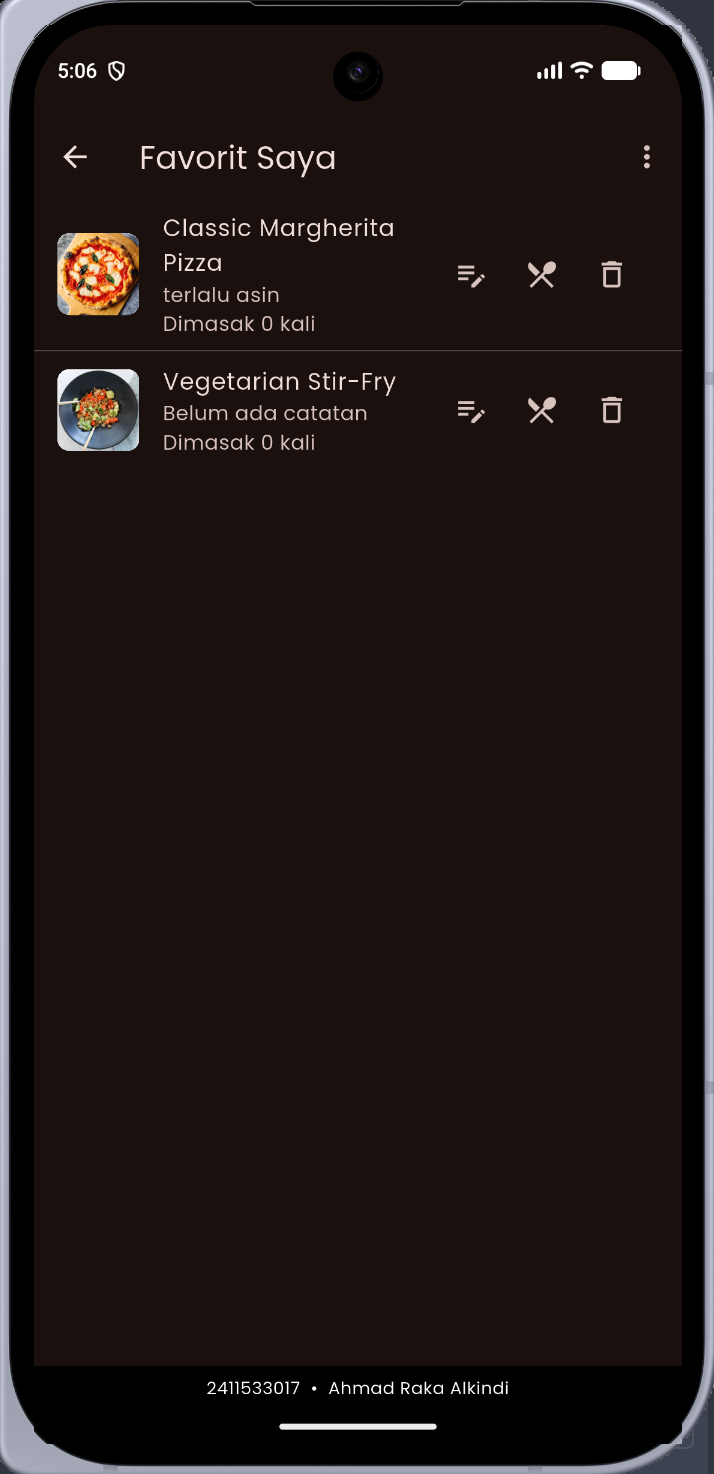 5:06
Favorit Saya
Classic Margherita
Pizza
terlalu asin
Dimasak 0 kali
Vegetarian Stir-Fry
Belum ada catatan
Dimasak 0 kali
2411533017 • Ahmad Raka Alkindi